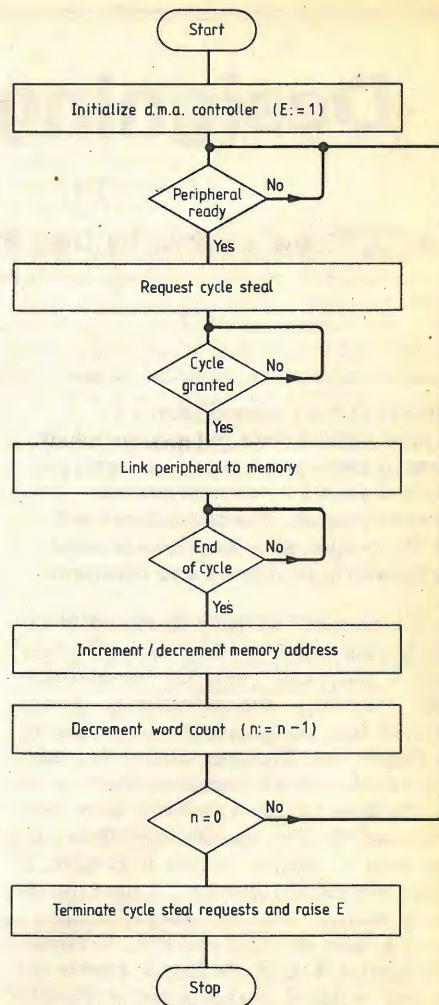 Start
Initialize d.m.a. controller (E:= 1)
Peripheral
ready
No
Yes
Request cycle steal
Cycle
granted
No
Yes
Link peripheral to memory
End
of cycle
No
Yes
Increment / decrement memory address
Decrement word count (n:= n−1)
n = 0
No
Yes
Terminate cycle steal requests and raise E
Stop